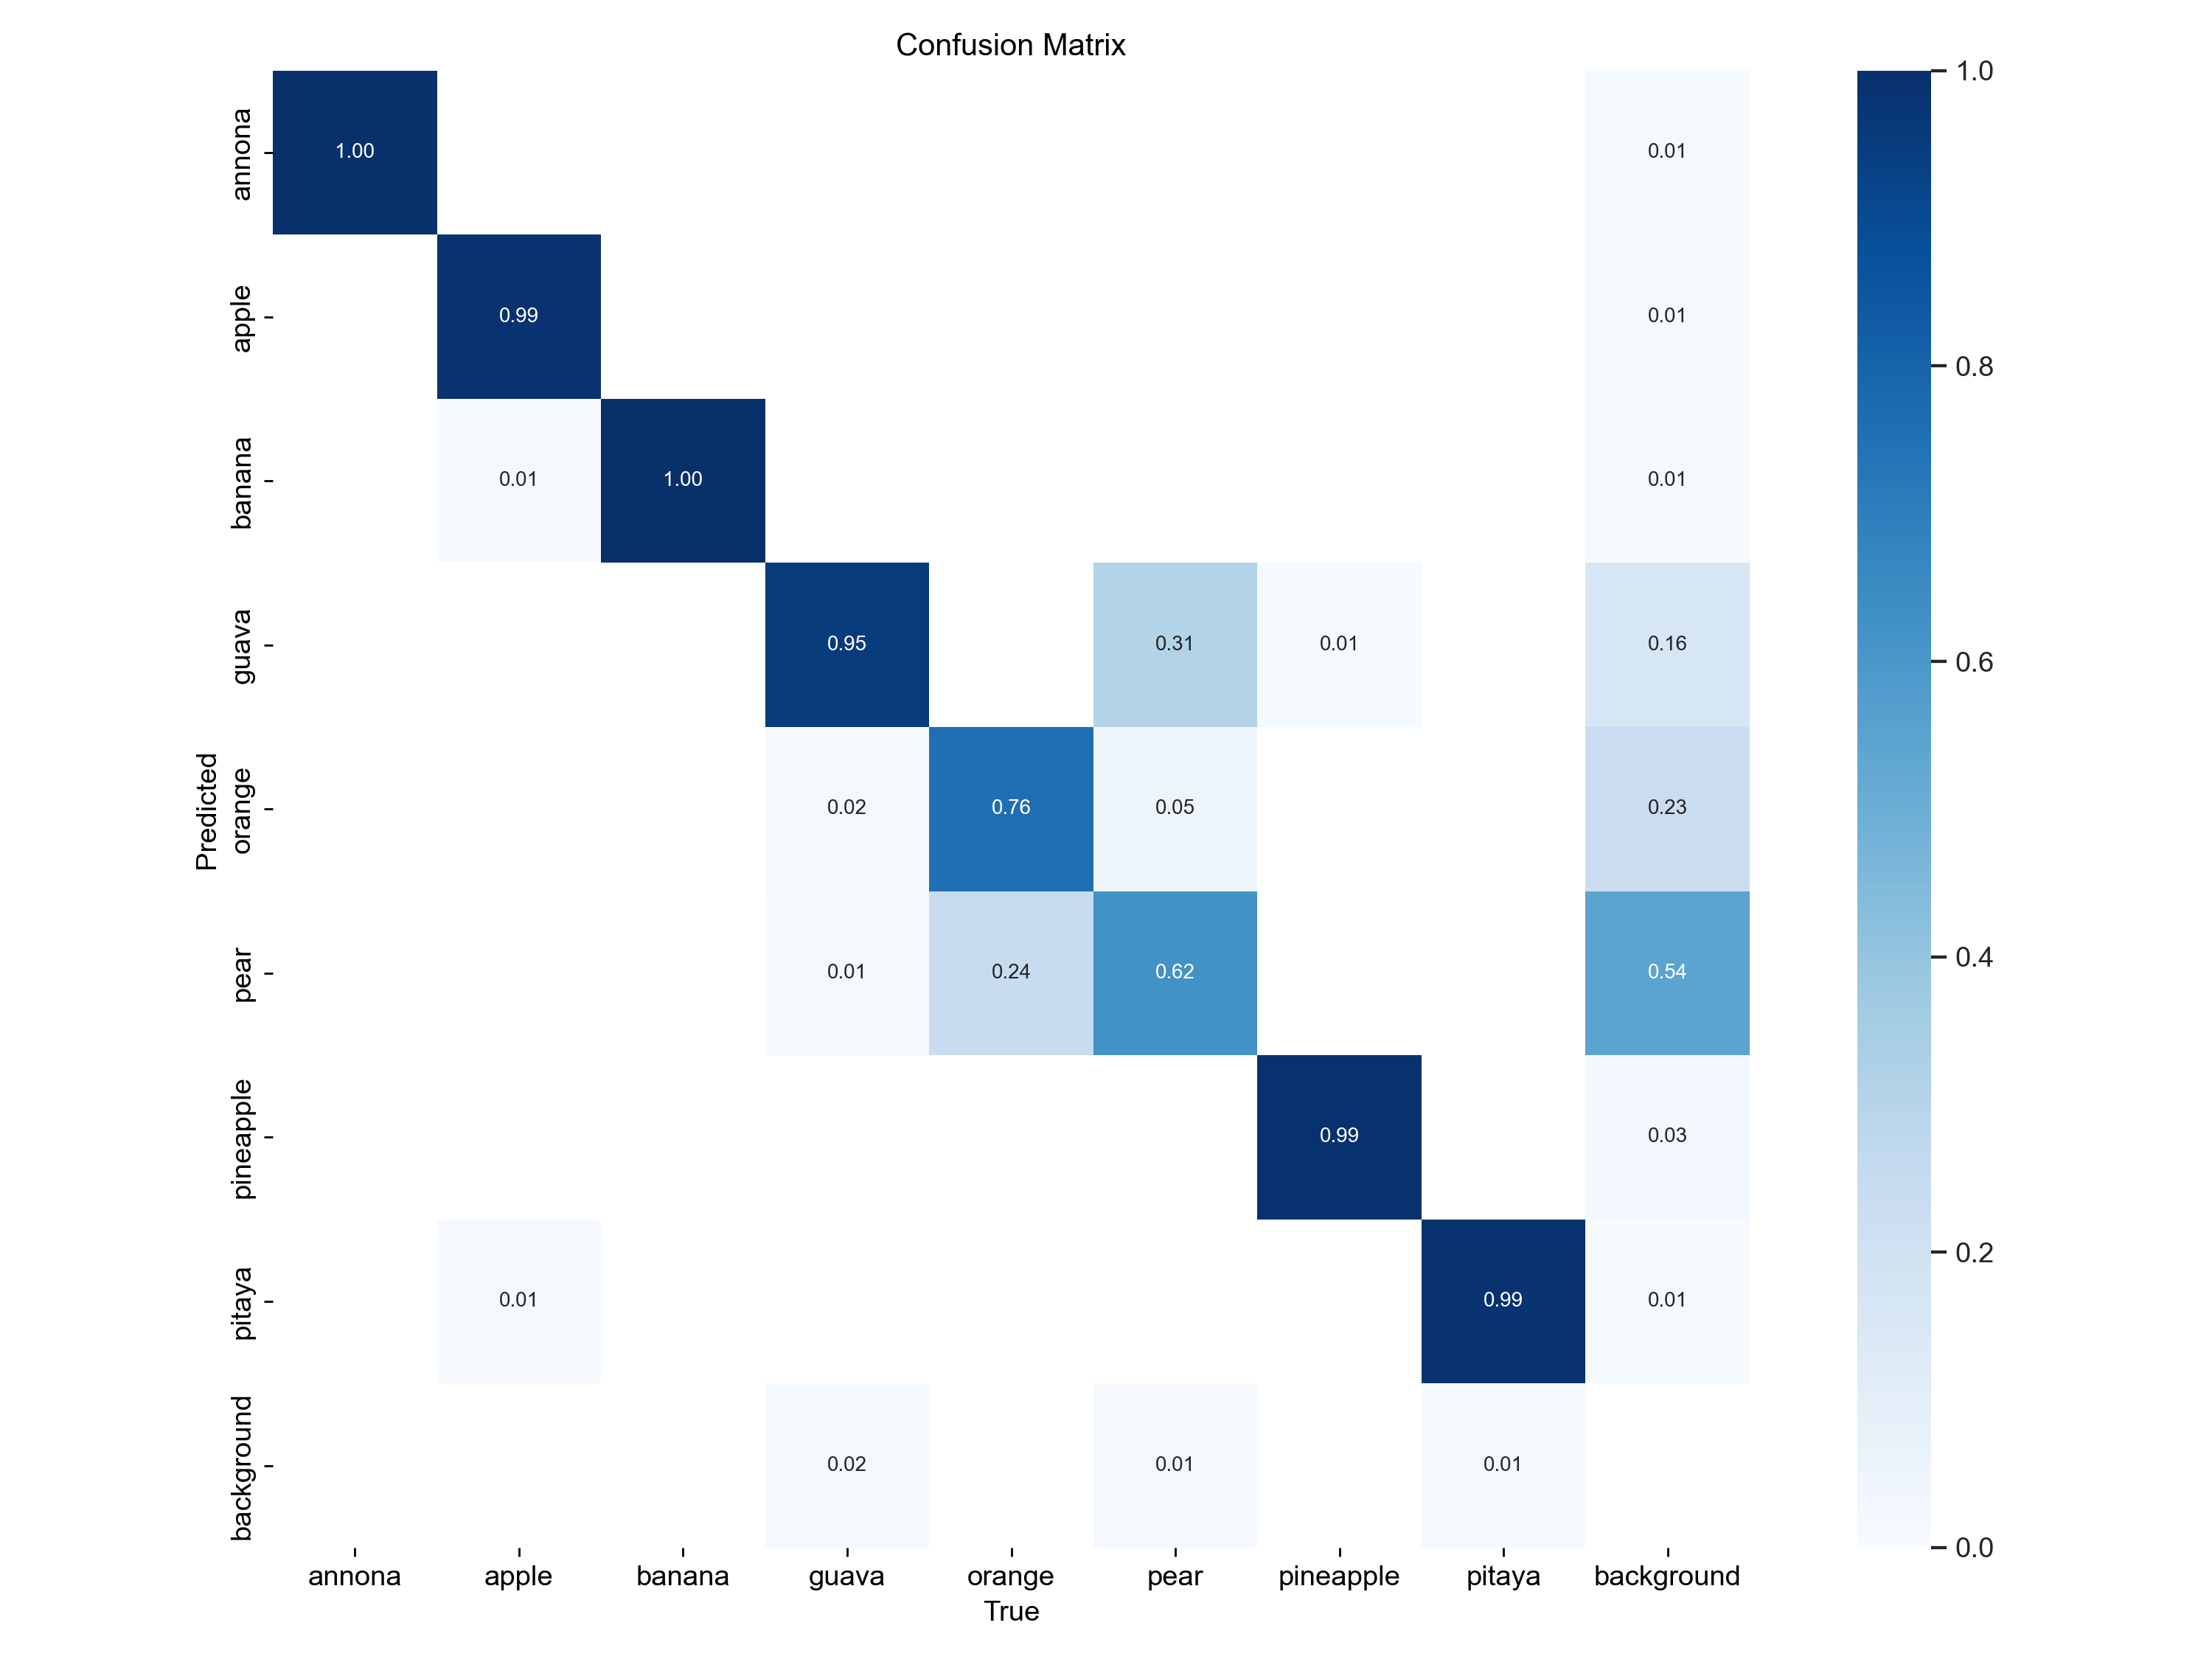 Confusion Matrix
annona 1.00 0.01
apple 0.99 0.01
banana 0.01 1.00 0.01
guava 0.95 0.31 0.01 0.16
orange 0.02 0.76 0.05 0.23
pear 0.01 0.24 0.62 0.54
pineapple 0.99 0.03
pitaya 0.01 0.99 0.01
background 0.02 0.01 0.01
Predicted
annona apple banana guava orange pear pineapple pitaya background
True
1.0
0.8
0.6
0.4
0.2
0.0